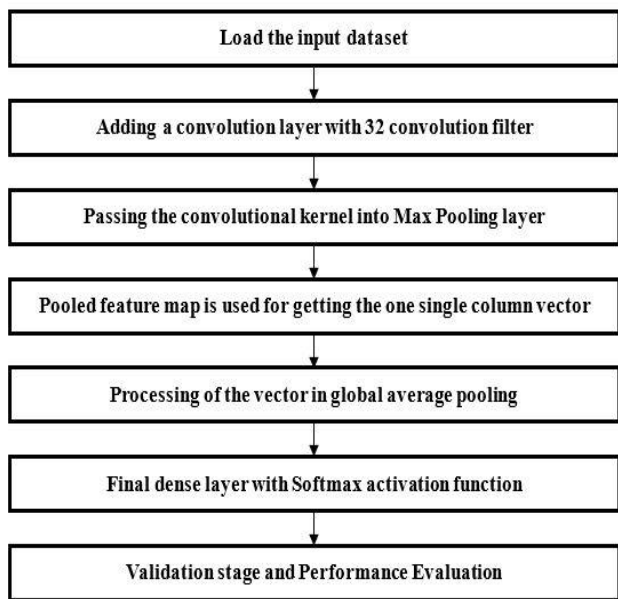 Load the input dataset
Adding a convolution layer with 32 convolution filter
Passing the convolutional kernel into Max Pooling layer
Pooled feature map is used for getting the one single column vector
Processing of the vector in global average pooling
Final dense layer with Softmax activation function
Validation stage and Performance Evaluation